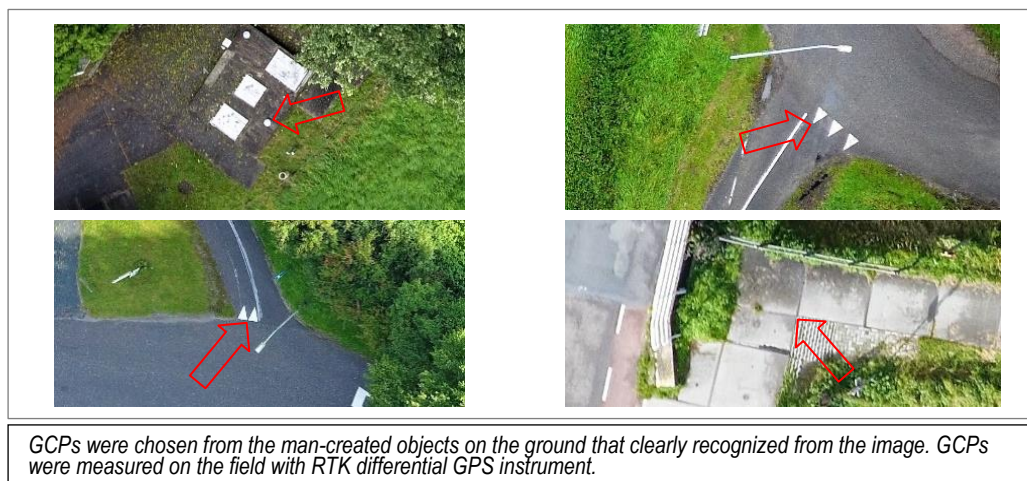 GCPs were chosen from the man-created objects on the ground that clearly recognized from the image. GCPs
were measured on the field with RTK differential GPS instrument.